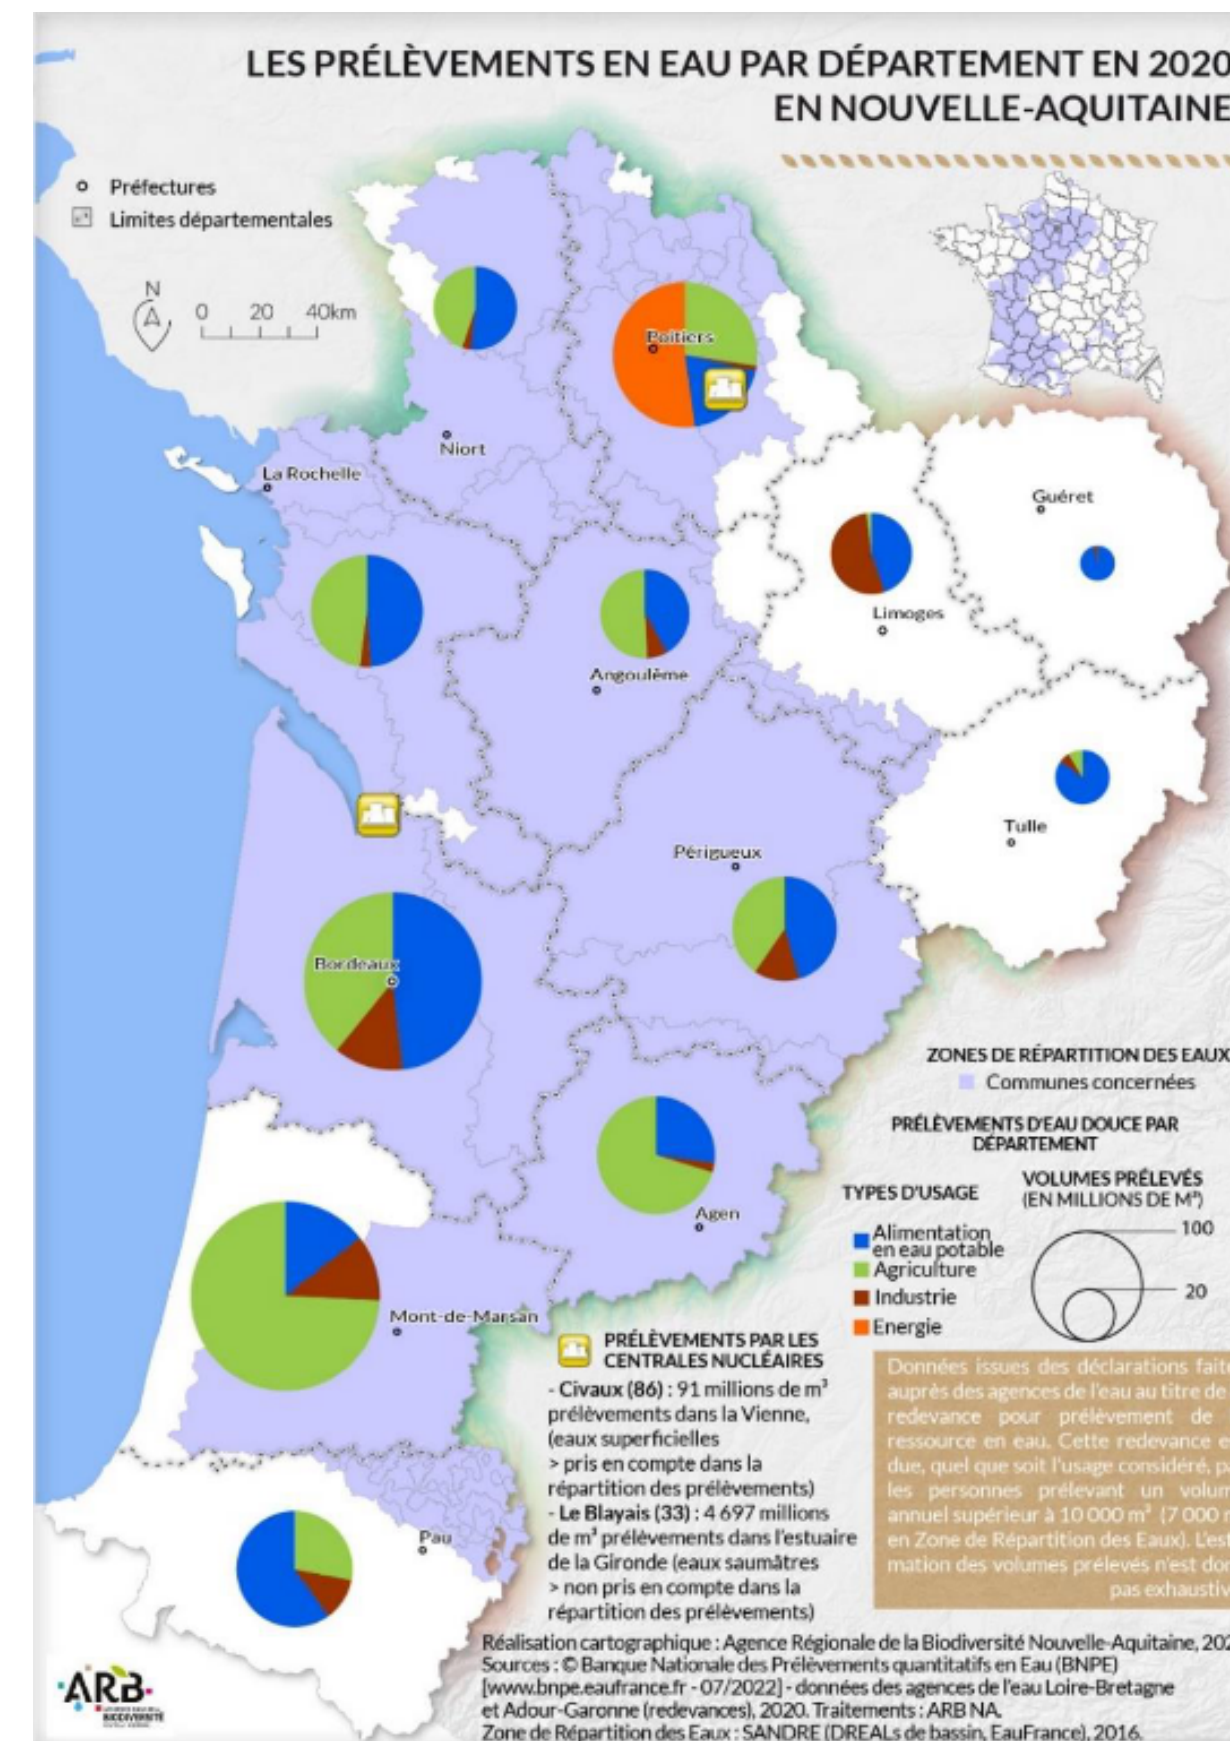 LES PRÉLÈVEMENTS EN EAU PAR DÉPARTEMENT EN 2020
EN NOUVELLE-AQUITAINE
Préfectures
Limites départementales
N
0 20 40km
Poitiers
Niort
La Rochelle
Guéret
Limoges
Angoulême
Tulle
Périgueux
Bordeaux
Agen
Mont-de-Marsan
Pau
ZONES DE RÉPARTITION DES EAUX
Communes concernées
PRÉLÈVEMENTS D'EAU DOUCE PAR
DÉPARTEMENT
TYPES D'USAGE
Alimentation
en eau potable
Agriculture
Industrie
Energie
VOLUMES PRÉLEVÉS
(EN MILLIONS DE M³)
100
20
PRÉLÈVEMENTS PAR LES
CENTRALES NUCLÉAIRES
- Civaux (86) : 91 millions de m³
prélèvements dans la Vienne,
(eaux superficielles
> pris en compte dans la
répartition des prélèvements)
- Le Blayais (33) : 4 697 millions
de m³ prélèvements dans l'estuaire
de la Gironde (eaux saumâtres
> non pris en compte dans la
répartition des prélèvements)
Données issues des déclarations faite
auprès des agences de l'eau au titre de
redevance pour prélèvement de
ressource en eau. Cette redevance e
due, quel que soit l'usage considéré, pa
les personnes prélevant un volum
annuel supérieur à 10 000 m³ (7 000 m
en Zone de Répartition des Eaux). L'est
mation des volumes prélevés n'est don
pas exhaustiv
Réalisation cartographique : Agence Régionale de la Biodiversité Nouvelle-Aquitaine, 202
Sources : © Banque Nationale des Prélèvements quantitatifs en Eau (BNPE)
[www.bnpe.eaufrance.fr - 07/2022] - données des agences de l'eau Loire-Bretagne
et Adour-Garonne (redevances), 2020. Traitements : ARB NA.
Zone de Répartition des Eaux : SANDRE (DREALs de bassin, EauFrance), 2016.
ARB
BIODIVERSITÉ